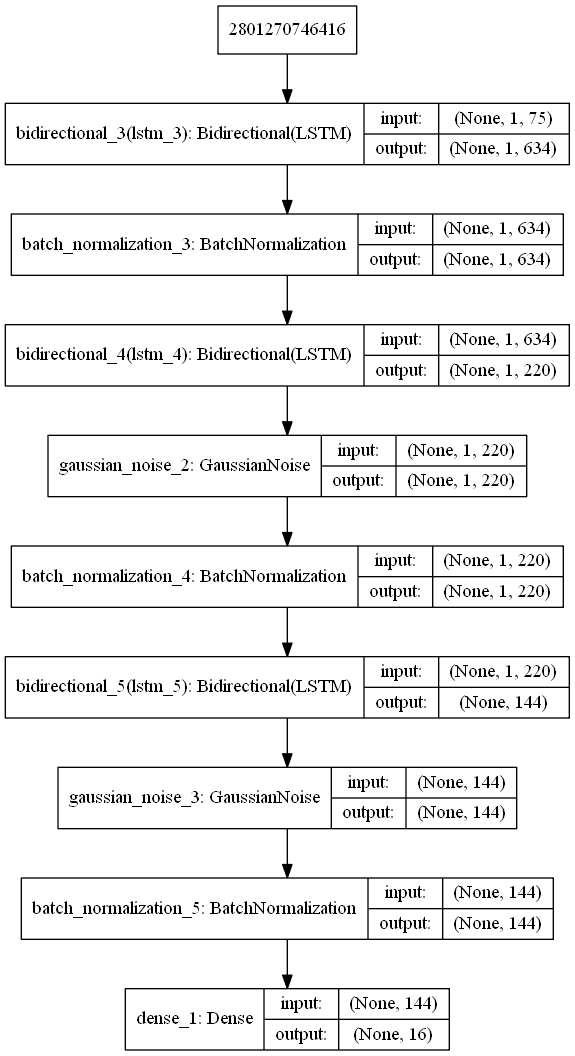 2801270746416
bidirectional_3(lstm_3): Bidirectional(LSTM)
input: (None, 1, 75)
output: (None, 1, 634)
batch_normalization_3: BatchNormalization
input: (None, 1, 634)
output: (None, 1, 634)
bidirectional_4(lstm_4): Bidirectional(LSTM)
input: (None, 1, 634)
output: (None, 1, 220)
gaussian_noise_2: GaussianNoise
input: (None, 1, 220)
output: (None, 1, 220)
batch_normalization_4: BatchNormalization
input: (None, 1, 220)
output: (None, 1, 220)
bidirectional_5(lstm_5): Bidirectional(LSTM)
input: (None, 1, 220)
output: (None, 144)
gaussian_noise_3: GaussianNoise
input: (None, 144)
output: (None, 144)
batch_normalization_5: BatchNormalization
input: (None, 144)
output: (None, 144)
dense_1: Dense
input: (None, 144)
output: (None, 16)